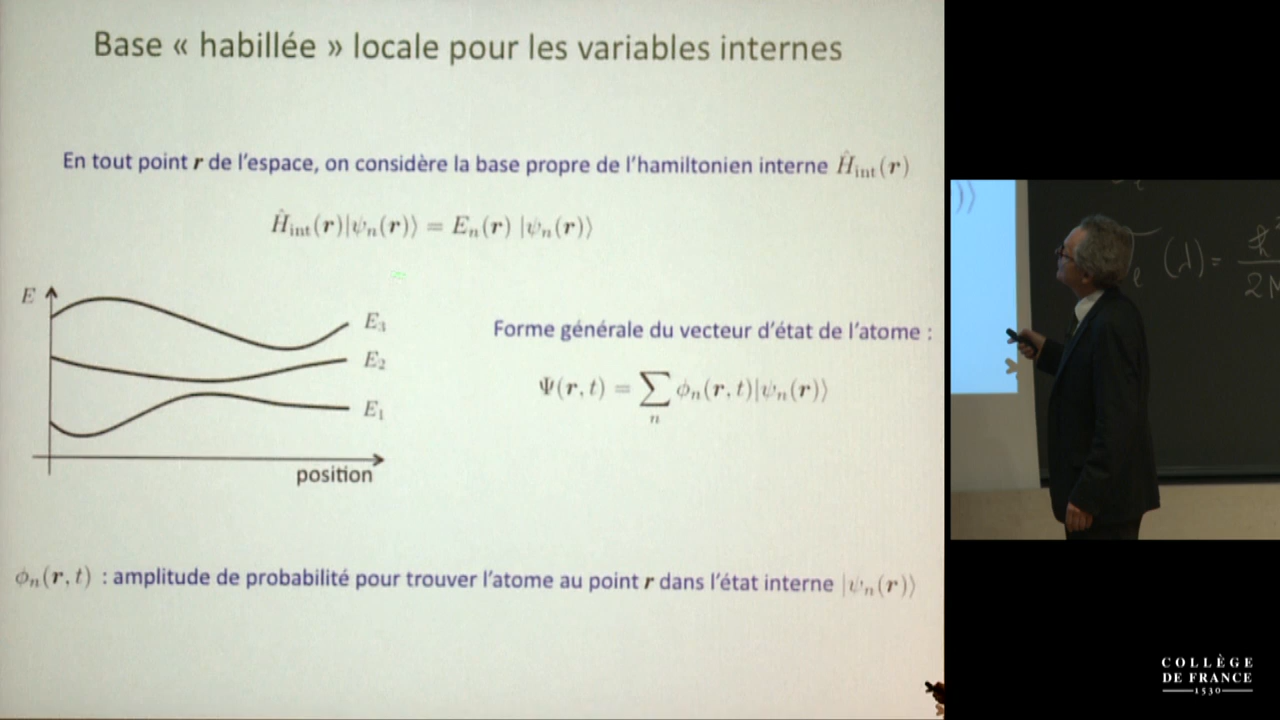 Base « habillée » locale pour les variables internes
En tout point r de l'espace, on considère la base propre de l'hamiltonien interne Ĥint(r)
Ĥint(r)|ψn(r)⟩ = En(r) |ψn(r)⟩
E
E3
E2
E1
position
Forme générale du vecteur d'état de l'atome :
Ψ(r, t) = ∑n ϕn(r, t)|ψn(r)⟩
ϕn(r, t) : amplitude de probabilité pour trouver l'atome au point r dans l'état interne |ψn(r)⟩
)⟩
(λ) =
2M
COLLÈGE
DE FRANCE
1530